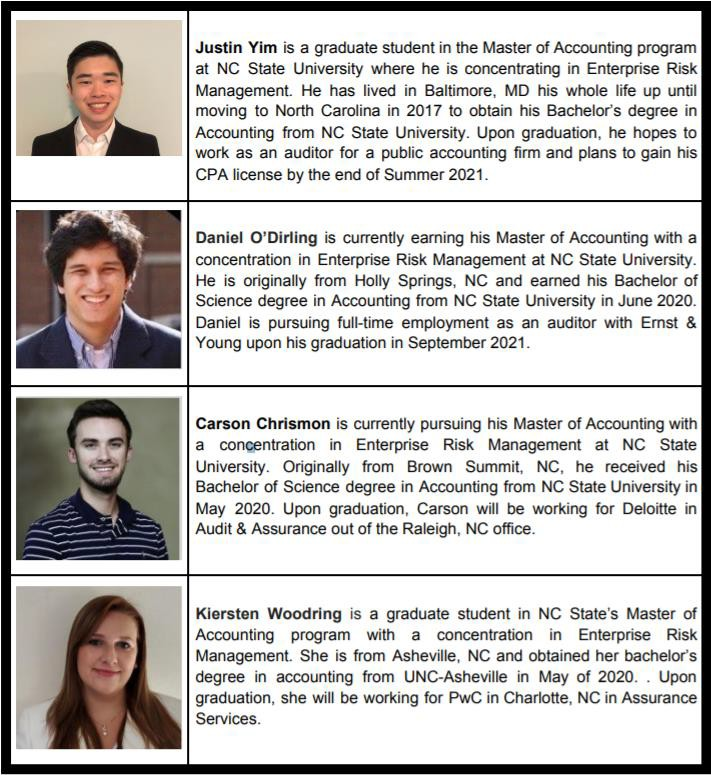 Justin Yim is a graduate student in the Master of Accounting program
at NC State University where he is concentrating in Enterprise Risk
Management. He has lived in Baltimore, MD his whole life up until
moving to North Carolina in 2017 to obtain his Bachelor’s degree in
Accounting from NC State University. Upon graduation, he hopes to
work as an auditor for a public accounting firm and plans to gain his
CPA license by the end of Summer 2021.
Daniel O’Dirling is currently earning his Master of Accounting with a
concentration in Enterprise Risk Management at NC State University.
He is originally from Holly Springs, NC and earned his Bachelor of
Science degree in Accounting from NC State University in June 2020.
Daniel is pursuing full-time employment as an auditor with Ernst &
Young upon his graduation in September 2021.
Carson Chrismon is currently pursuing his Master of Accounting with
a concentration in Enterprise Risk Management at NC State
University. Originally from Brown Summit, NC, he received his
Bachelor of Science degree in Accounting from NC State University in
May 2020. Upon graduation, Carson will be working for Deloitte in
Audit & Assurance out of the Raleigh, NC office.
Kiersten Woodring is a graduate student in NC State’s Master of
Accounting program with a concentration in Enterprise Risk
Management. She is from Asheville, NC and obtained her bachelor’s
degree in accounting from UNC-Asheville in May of 2020. . Upon
graduation, she will be working for PwC in Charlotte, NC in Assurance
Services.